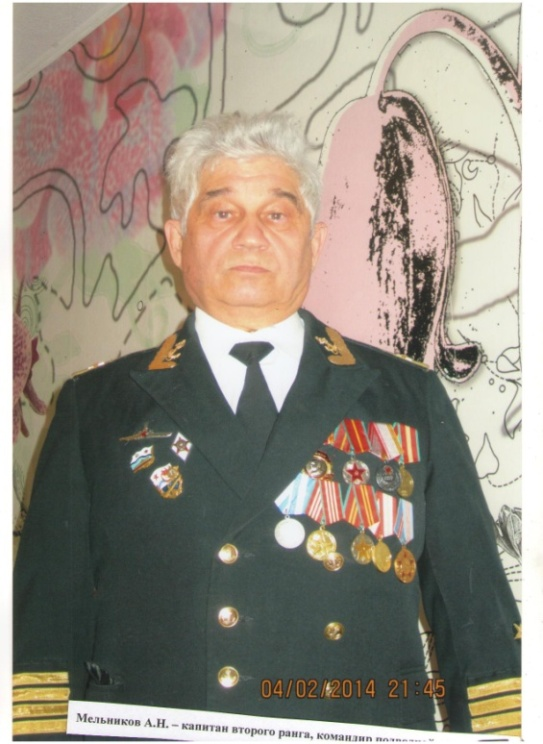 04/02/2014 21:45
Мельников А.Н. – капитан второго ранга, командир